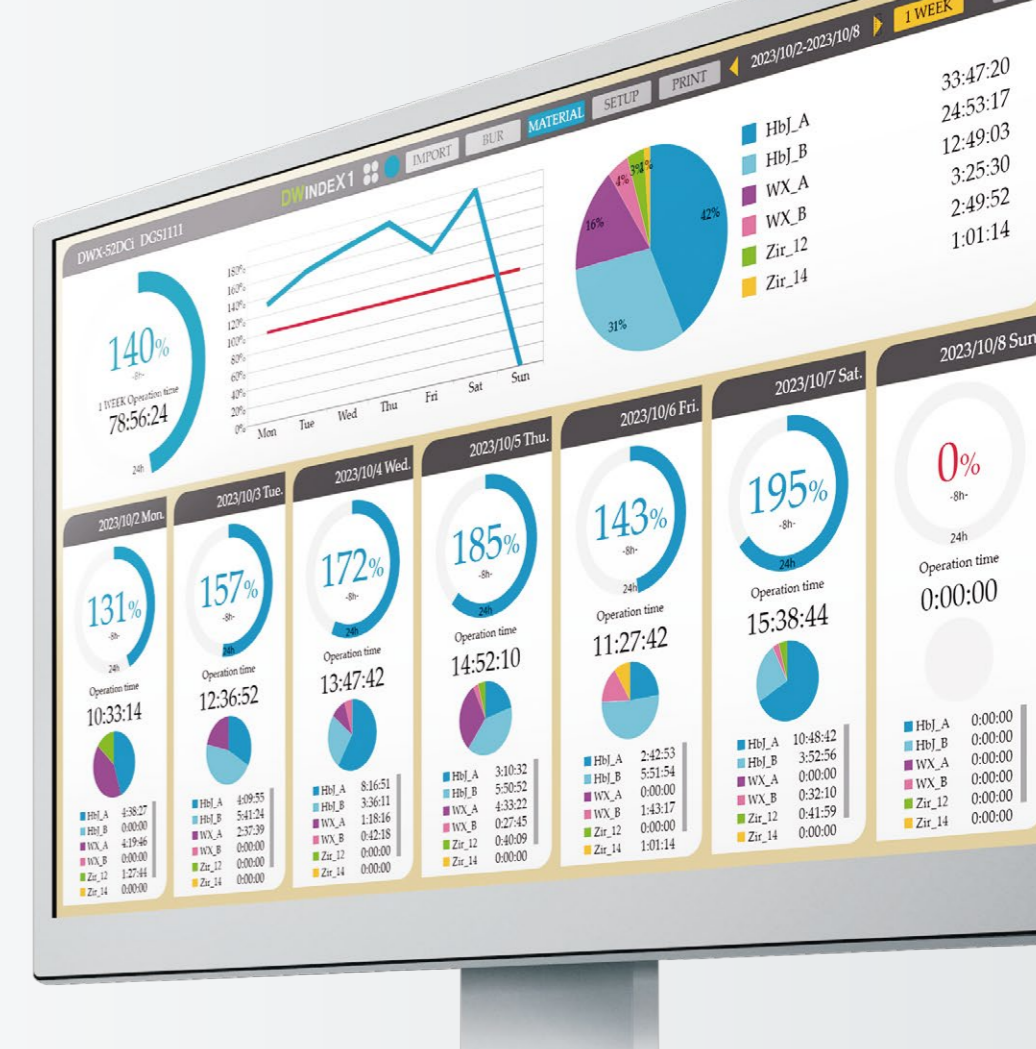 DWX-52DCi DGS1111
DWINDEX1
IMPORT
BUR
MATERIAL
SETUP
PRINT
2023/10/2-2023/10/8
1 WEEK
140%
-8h-
1 WEEK Operation time
78:56:24
24h
180%
160%
140%
120%
100%
80%
60%
40%
20%
0%
Mon
Tue
Wed
Thu
Fri
Sat
Sun
42%
31%
16%
4%
3%
1%
HbJ_A 33:47:20
HbJ_B 24:53:17
WX_A 12:49:03
WX_B 3:25:30
Zir_12 2:49:52
Zir_14 1:01:14
2023/10/2 Mon.
131%
-8h-
24h
Operation time
10:33:14
HbJ_A 4:38:27
HbJ_B 0:00:00
WX_A 4:19:46
WX_B 0:00:00
Zir_12 1:27:44
Zir_14 0:00:00
2023/10/3 Tue.
157%
-8h-
24h
Operation time
12:36:52
HbJ_A 4:09:55
HbJ_B 5:41:24
WX_A 2:37:39
WX_B 0:00:00
Zir_12 0:00:00
Zir_14 0:00:00
2023/10/4 Wed.
172%
-8h-
24h
Operation time
13:47:42
HbJ_A 8:16:51
HbJ_B 3:36:11
WX_A 1:18:16
WX_B 0:42:18
Zir_12 0:00:00
Zir_14 0:00:00
2023/10/5 Thu.
185%
-8h-
24h
Operation time
14:52:10
HbJ_A 3:10:32
HbJ_B 5:50:52
WX_A 4:33:22
WX_B 0:27:45
Zir_12 0:40:09
Zir_14 0:00:00
2023/10/6 Fri.
143%
-8h-
24h
Operation time
11:27:42
HbJ_A 2:42:53
HbJ_B 5:51:54
WX_A 0:00:00
WX_B 1:43:17
Zir_12 0:00:00
Zir_14 1:01:14
2023/10/7 Sat.
195%
-8h-
24h
Operation time
15:38:44
HbJ_A 10:48:42
HbJ_B 3:52:56
WX_A 0:00:00
WX_B 0:32:10
Zir_12 0:41:59
Zir_14 0:00:00
2023/10/8 Sun
0%
-8h-
24h
Operation time
0:00:00
HbJ_A 0:00:00
HbJ_B 0:00:00
WX_A 0:00:00
WX_B 0:00:00
Zir_12 0:00:00
Zir_14 0:00:00